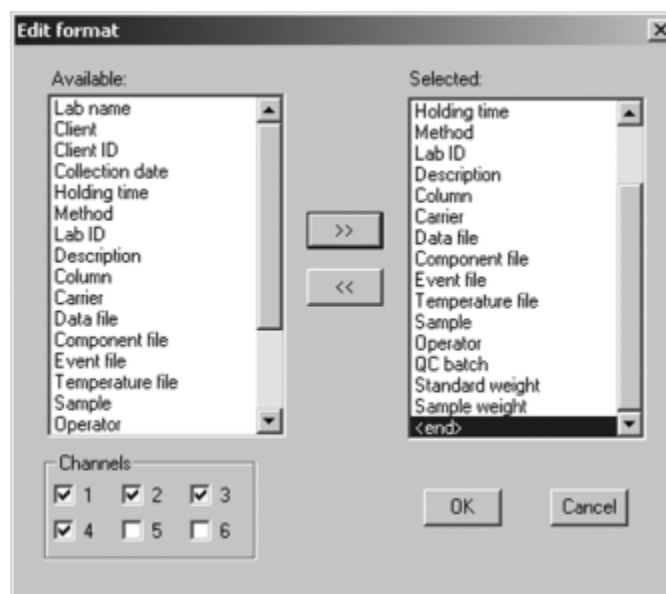 Edit format
Available:
Lab name
Client
Client ID
Collection date
Holding time
Method
Lab ID
Description
Column
Carrier
Data file
Component file
Event file
Temperature file
Sample
Operator
>>
<<
Selected:
Holding time
Method
Lab ID
Description
Column
Carrier
Data file
Component file
Event file
Temperature file
Sample
Operator
QC batch
Standard weight
Sample weight
<end>
Channels
1 2 3
4 5 6
OK Cancel